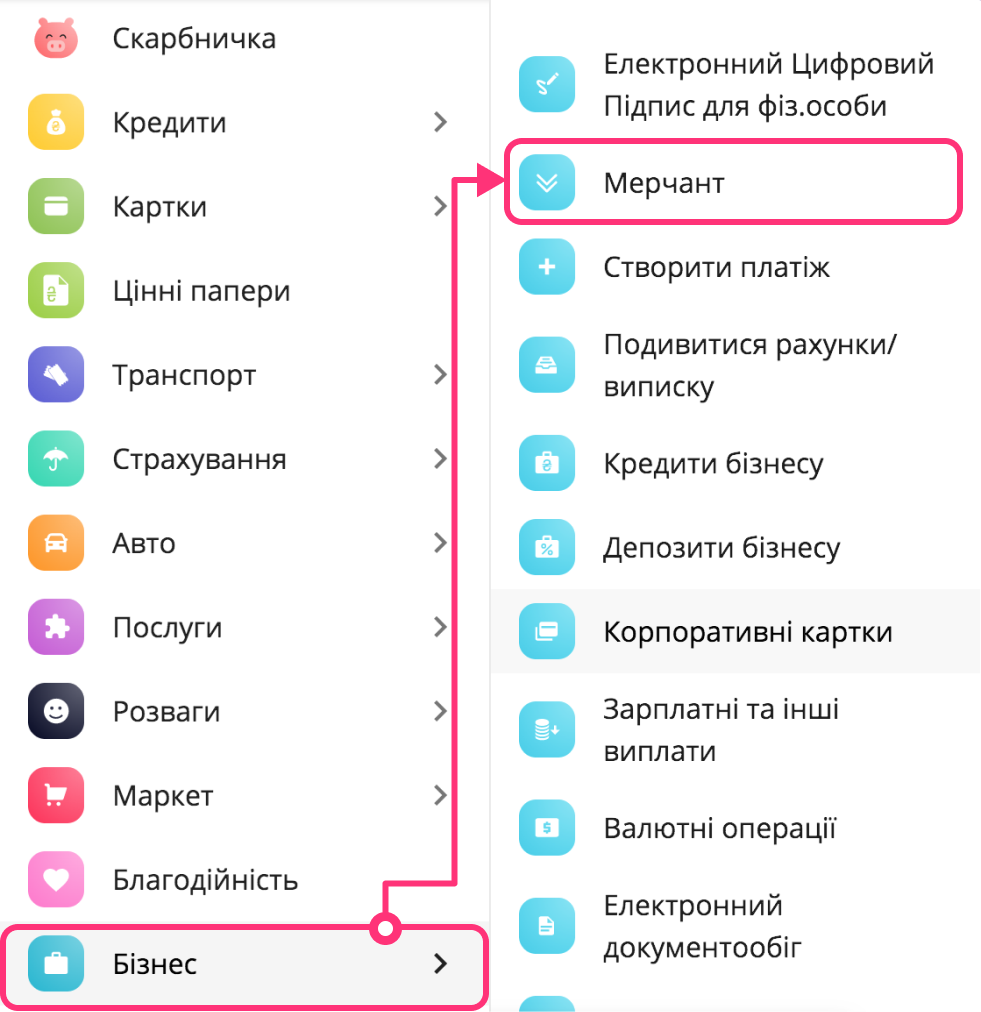 Скарбничка
Кредити
Картки
Цінні папери
Транспорт
Страхування
Авто
Послуги
Розваги
Маркет
Благодійність
Бізнес
Електронний Цифровий
Підпис для фіз.особи
Мерчант
Створити платіж
Подивитися рахунки/
виписку
Кредити бізнесу
Депозити бізнесу
Корпоративні картки
Зарплатні та інші
виплати
Валютні операції
Електронний
документообіг